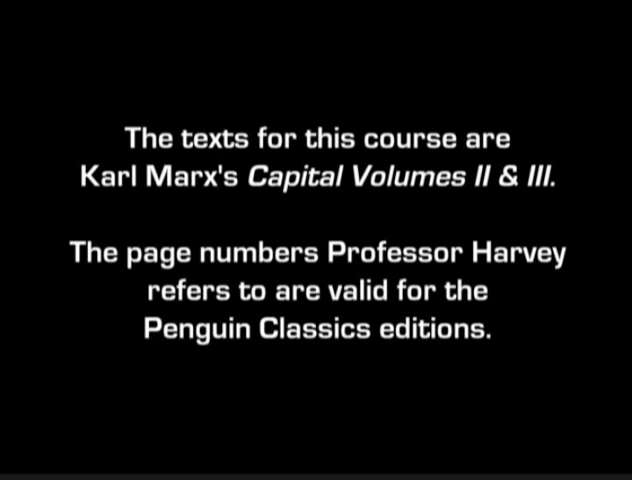 The texts for this course are
Karl Marx's Capital Volumes II & III.
The page numbers Professor Harvey
refers to are valid for the
Penguin Classics editions.